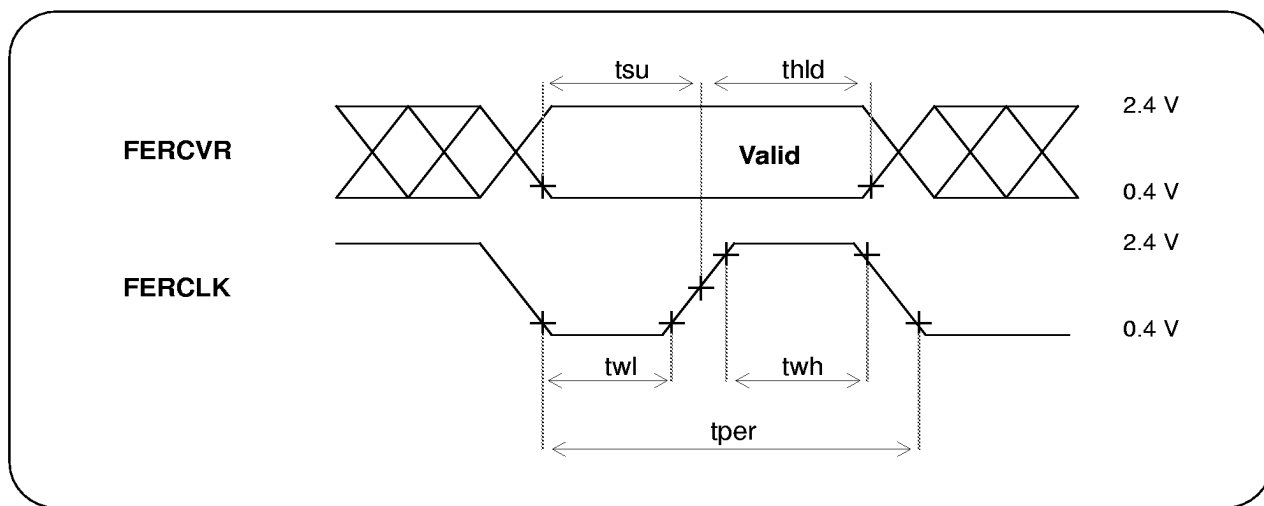 tsu thld
2.4 V
FERCVR Valid
0.4 V
2.4 V
FERCLK
0.4 V
twl twh
tper